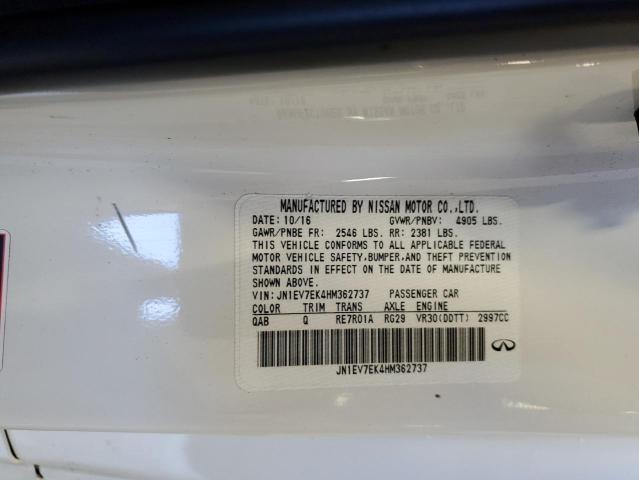 MANUFACTURED BY NISSAN MOTOR CO.,LTD.
DATE: 10/16 GVWR/PNBV: 4905 LBS.
GAWR/PNBE FR: 2546 LBS. RR: 2381 LBS.
THIS VEHICLE CONFORMS TO ALL APPLICABLE FEDERAL
MOTOR VEHICLE SAFETY,BUMPER,AND THEFT PREVENTION
STANDARDS IN EFFECT ON THE DATE OF MANUFACTURE
SHOWN ABOVE.
VIN: JN1EV7EK4HM362737 PASSENGER CAR
COLOR TRIM TRANS AXLE ENGINE
QAB Q RE7R01A RG29 VR30(DDTT) 2997CC
JN1EV7EK4HM362737